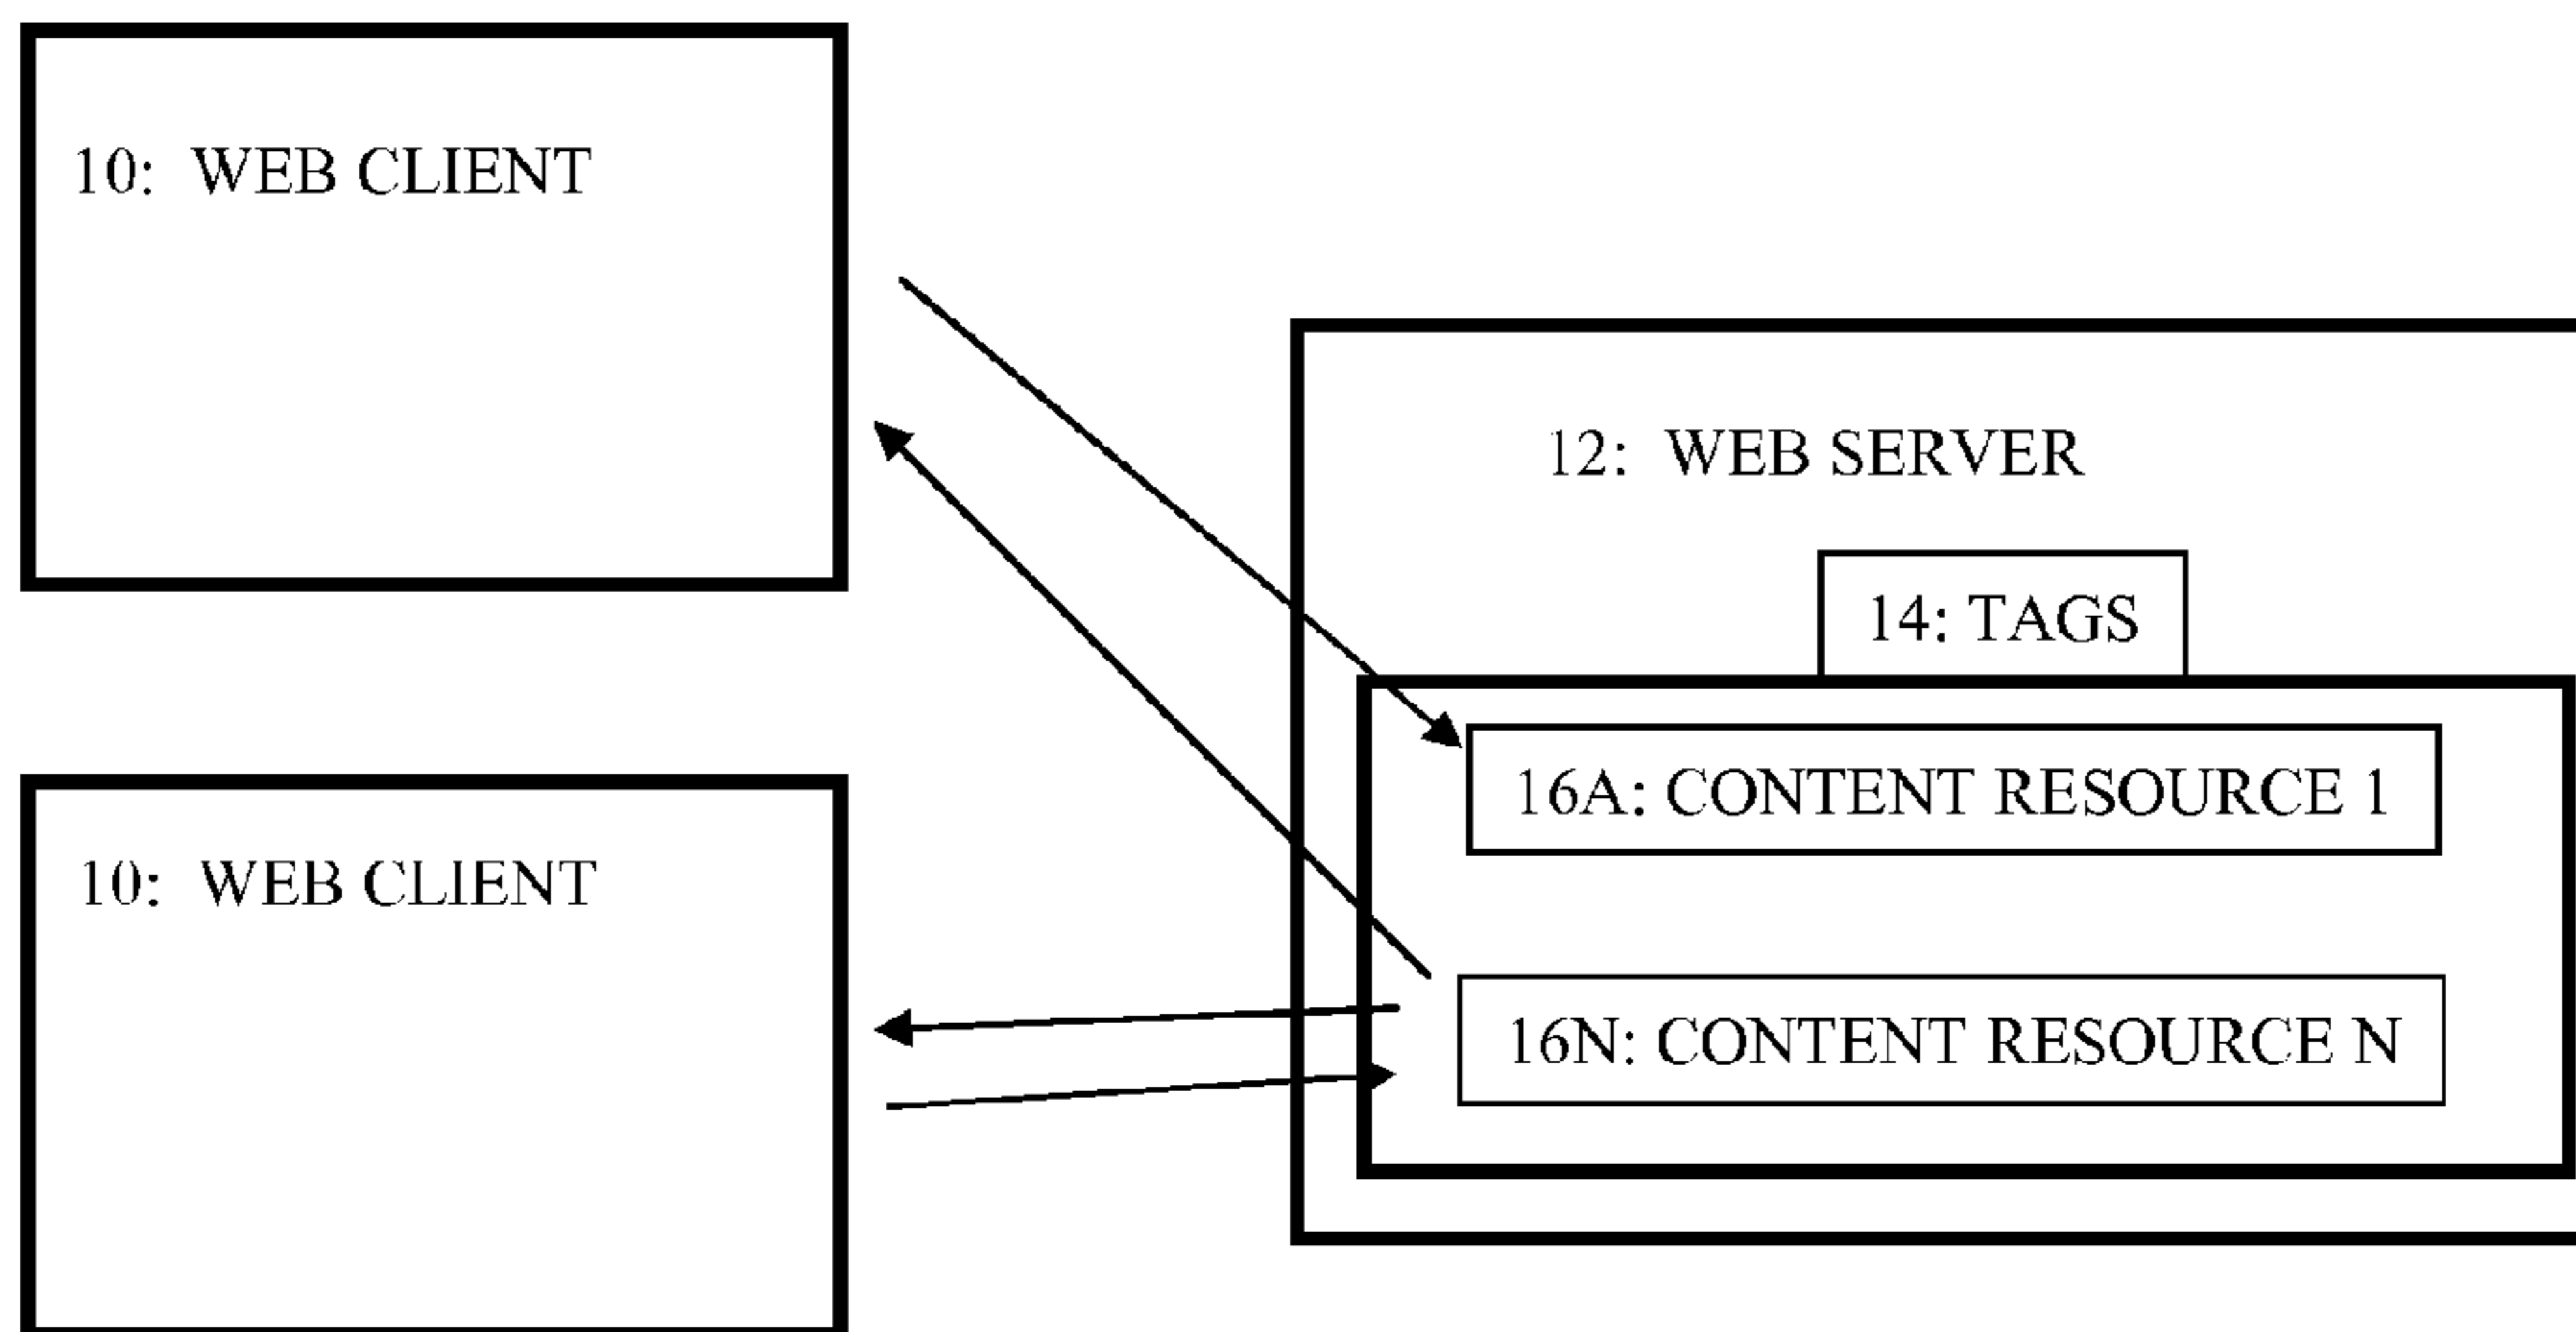 10: WEB CLIENT
12: WEB SERVER
14: TAGS
16A: CONTENT RESOURCE 1
10: WEB CLIENT
16N: CONTENT RESOURCE N